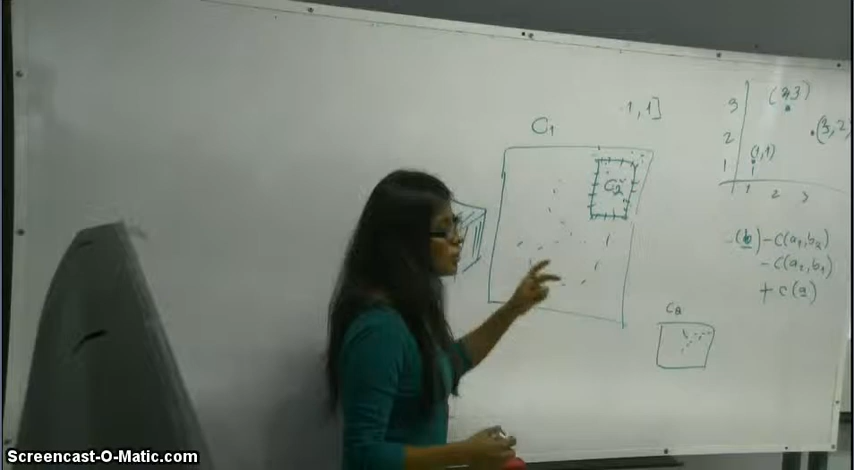 C₁
1,1]
C₂
3
2
1
(3,2)
(1,1)
1 2 3
-(b) - C(a₁,b₂)
- C(a₂,b₁)
+ C(a)
C₂
Screencast-O-Matic.com